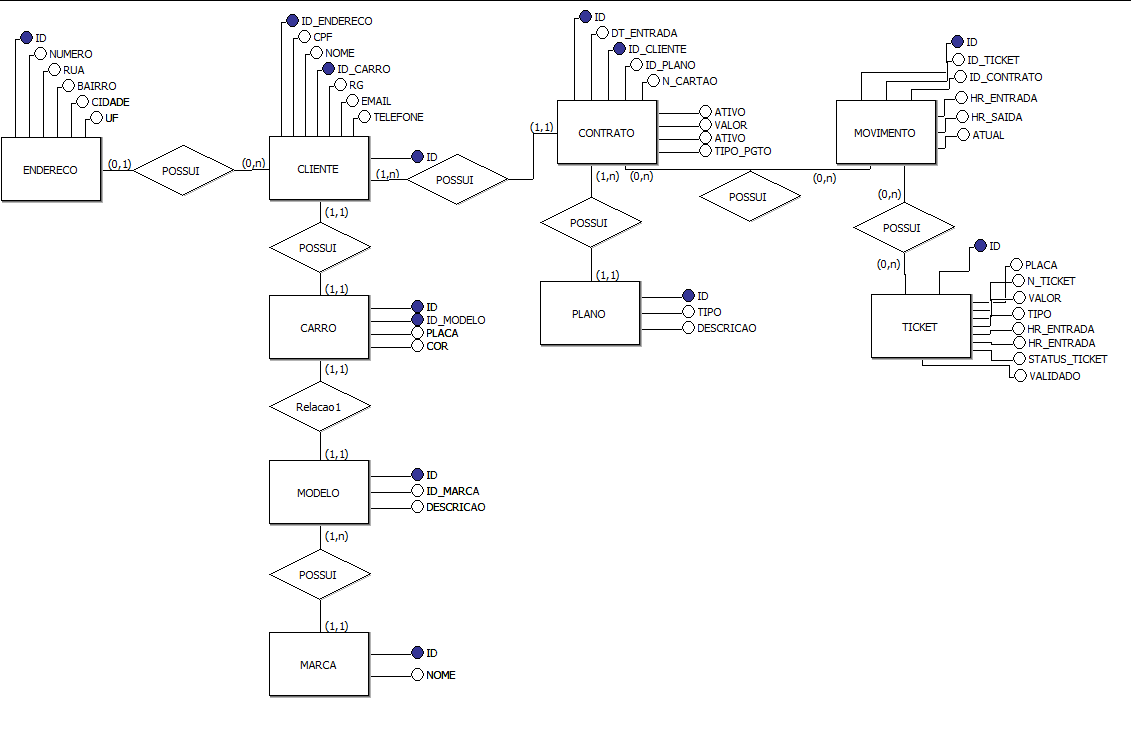 ID
NUMERO
RUA
BAIRRO
CIDADE
UF
ENDERECO
(0,1)
POSSUI
(0,n)
ID_ENDERECO
CPF
NOME
ID_CARRO
RG
EMAIL
TELEFONE
CLIENTE
ID
(1,n)
POSSUI
(1,1)
ID
DT_ENTRADA
ID_CLIENTE
ID_PLANO
N_CARTAO
CONTRATO
ATIVO
VALOR
ATIVO
TIPO_PGTO
(1,n)
(0,n)
POSSUI
(0,n)
ID
ID_TICKET
ID_CONTRATO
HR_ENTRADA
HR_SAIDA
ATUAL
MOVIMENTO
(0,n)
POSSUI
(0,n)
ID
PLACA
N_TICKET
VALOR
TIPO
HR_ENTRADA
HR_ENTRADA
STATUS_TICKET
VALIDADO
TICKET
POSSUI
(1,1)
PLANO
ID
TIPO
DESCRICAO
(1,1)
POSSUI
(1,1)
CARRO
ID
ID_MODELO
PLACA
COR
(1,1)
Relacao1
(1,1)
MODELO
ID
ID_MARCA
DESCRICAO
(1,n)
POSSUI
(1,1)
MARCA
ID
NOME